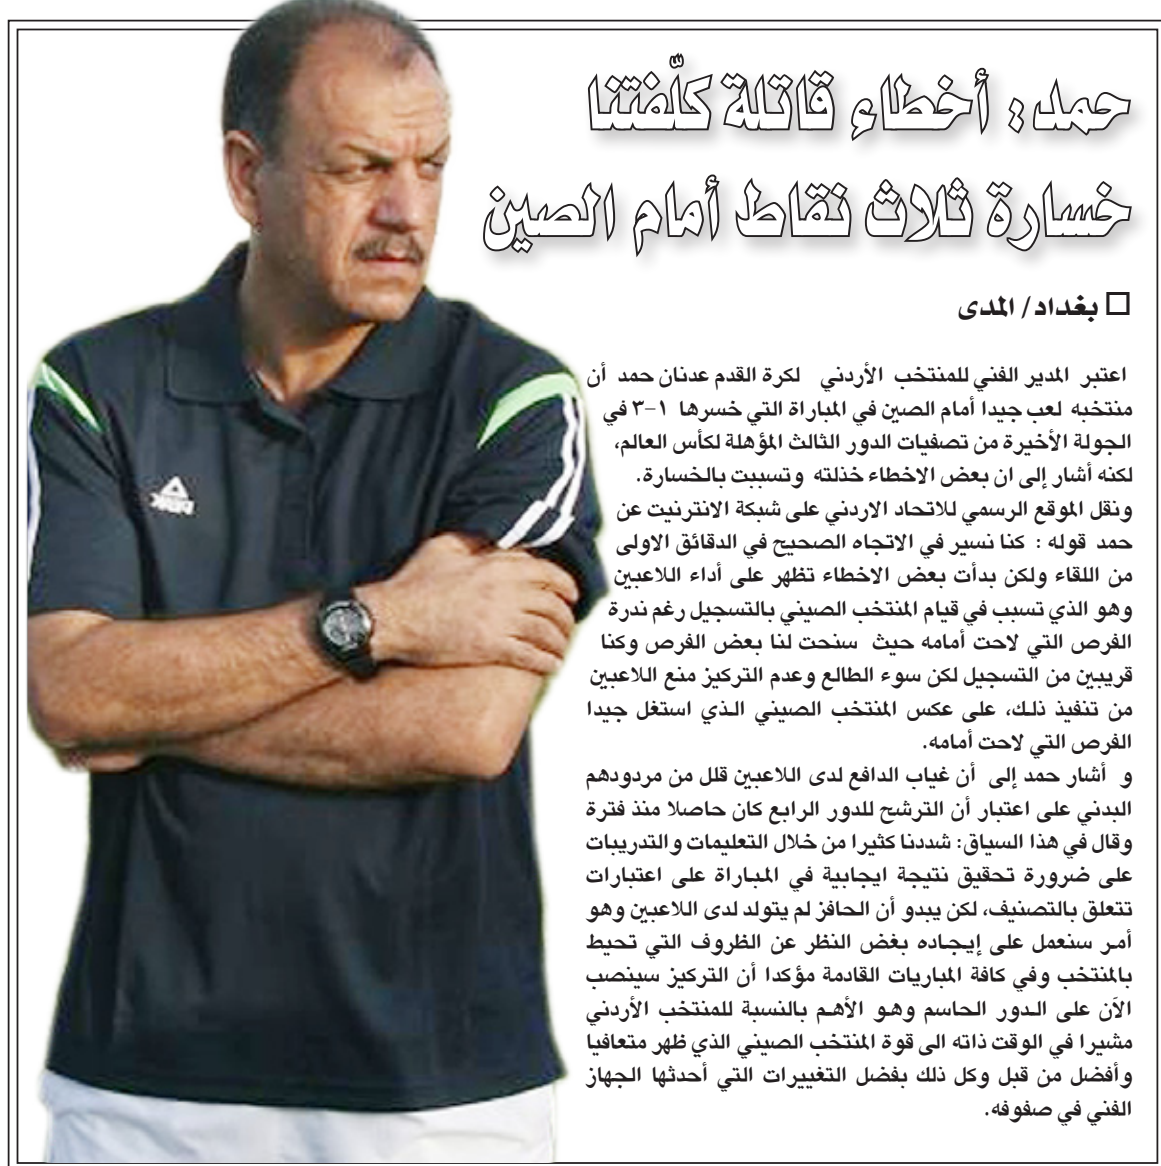 حمد : أخطاء قاتلة كلّفتنا
خسارة ثلاث نقاط أمام الصين
□ بغداد / المدى
اعتبر المدير الفني للمنتخب الأردني لكرة القدم عدنان حمد أن
منتخبه لعب جيدا أمام الصين في المباراة التي خسرها ١-٣ في
الجولة الأخيرة من تصفيات الدور الثالث المؤهلة لكأس العالم،
لكنه أشار إلى ان بعض الاخطاء خذلته وتسببت بالخسارة.
ونقل الموقع الرسمي للاتحاد الاردني على شبكة الانترنيت عن
حمد قوله : كنا نسير في الاتجاه الصحيح في الدقائق الاولى
من اللقاء ولكن بدأت بعض الاخطاء تظهر على أداء اللاعبين
وهو الذي تسبب في قيام المنتخب الصيني بالتسجيل رغم ندرة
الفرص التي لاحت أمامه حيث سنحت لنا بعض الفرص وكنا
قريبين من التسجيل لكن سوء الطالع وعدم التركيز منع اللاعبين
من تنفيذ ذلك، على عكس المنتخب الصيني الذي استغل جيدا
الفرص التي لاحت أمامه.
و أشار حمد إلى أن غياب الدافع لدى اللاعبين قلل من مردودهم
البدني على اعتبار أن الترشح للدور الرابع كان حاصلا منذ فترة
وقال في هذا السياق: شددنا كثيرا من خلال التعليمات والتدريبات
على ضرورة تحقيق نتيجة ايجابية في المباراة على اعتبارات
تتعلق بالتصنيف، لكن يبدو أن الحافز لم يتولد لدى اللاعبين وهو
أمر سنعمل على إيجاده بغض النظر عن الظروف التي تحيط
بالمنتخب وفي كافة المباريات القادمة مؤكدا أن التركيز سينصب
الآن على الدور الحاسم وهو الأهم بالنسبة للمنتخب الأردني
مشيرا في الوقت ذاته الى قوة المنتخب الصيني الذي ظهر متعافيا
وأفضل من قبل وكل ذلك بفضل التغييرات التي أحدثها الجهاز
الفني في صفوفه.
PEAK